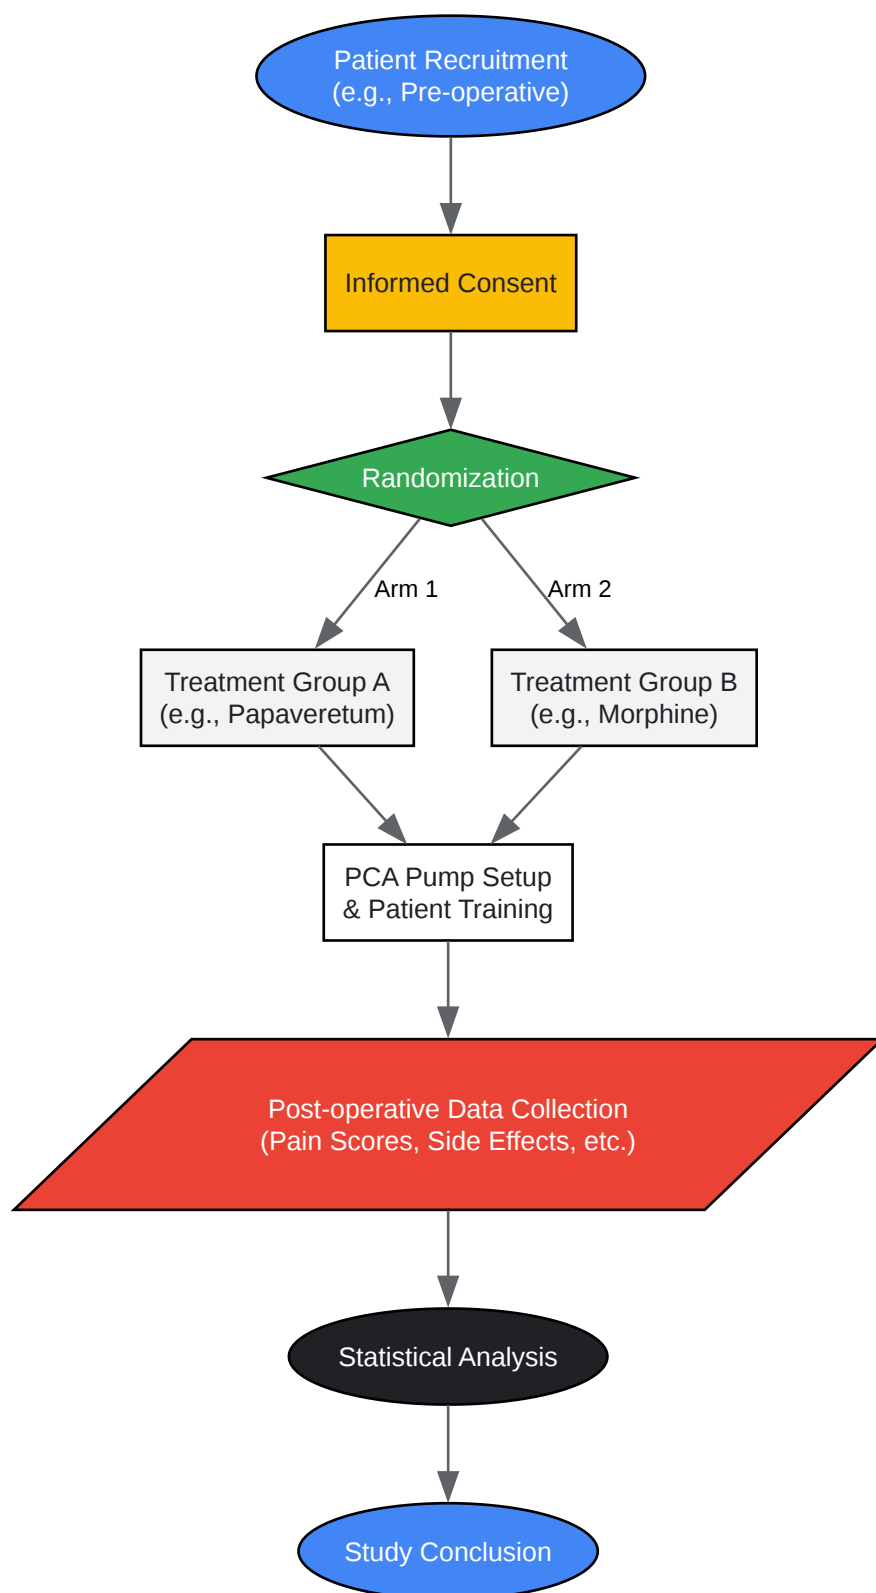 Patient Recruitment
(e.g., Pre-operative)
Informed Consent
Randomization
Arm 1
Arm 2
Treatment Group A
(e.g., Papaveretum)
Treatment Group B
(e.g., Morphine)
PCA Pump Setup
& Patient Training
Post-operative Data Collection
(Pain Scores, Side Effects, etc.)
Statistical Analysis
Study Conclusion